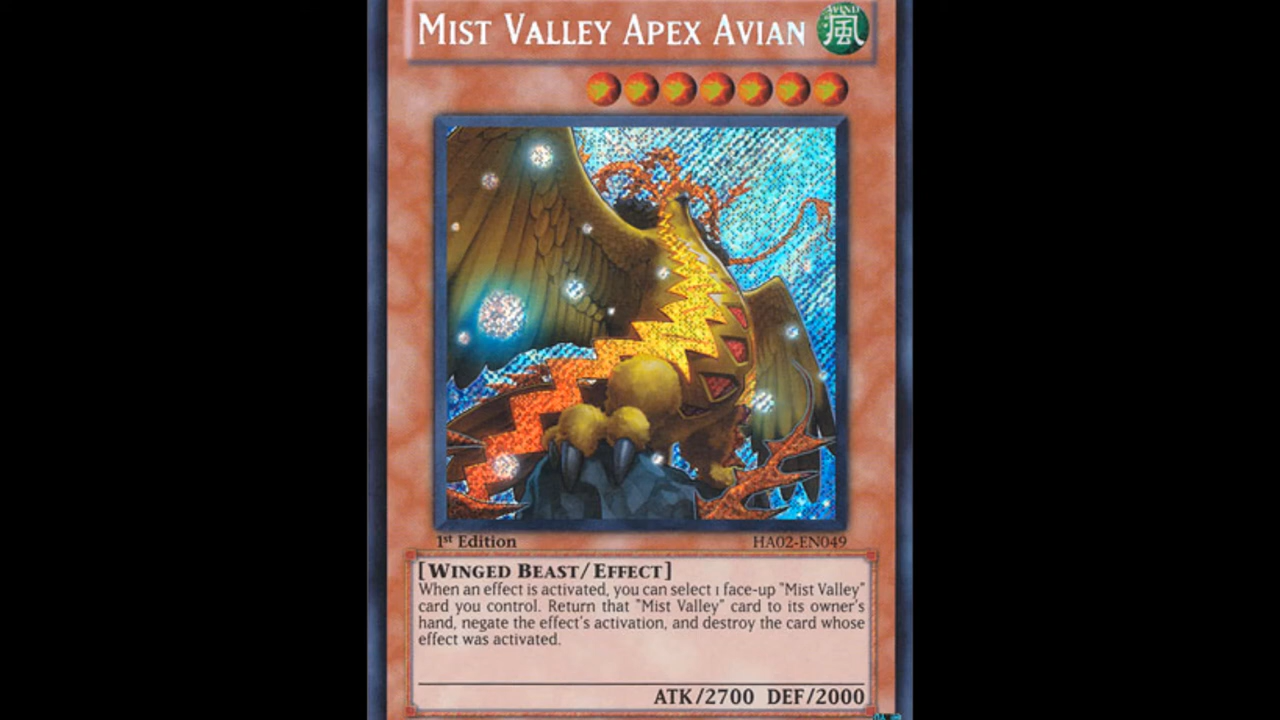 MIST VALLEY APEX AVIAN
WIND
風
1st Edition HA02-EN049
[WINGED BEAST/EFFECT]
When an effect is activated, you can select 1 face-up "Mist Valley"
card you control. Return that "Mist Valley" card to its owner's
hand, negate the effect's activation, and destroy the card whose
effect was activated.
ATK/2700 DEF/2000